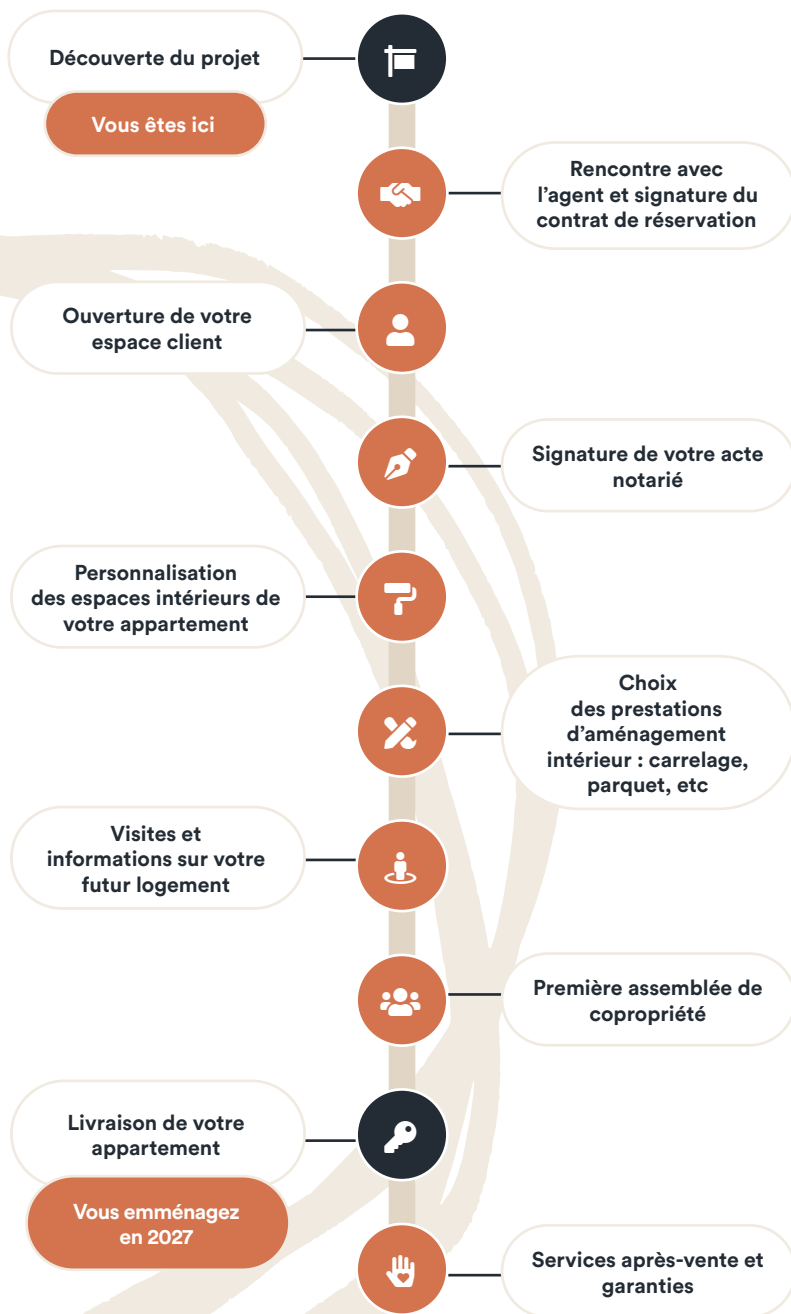 Découverte du projet
Vous êtes ici
Rencontre avec
l’agent et signature du
contrat de réservation
Ouverture de votre
espace client
Signature de votre acte
notarié
Personnalisation
des espaces intérieurs de
votre appartement
Choix
des prestations
d’aménagement
intérieur : carrelage,
parquet, etc
Visites et
informations sur votre
futur logement
Première assemblée de
copropriété
Livraison de votre
appartement
Vous emménagez
en 2027
Services après-vente et
garanties